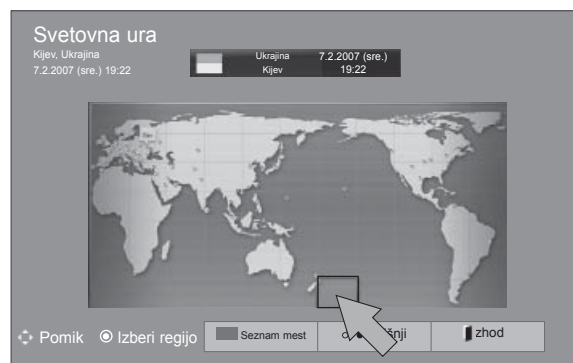 Svetovna ura
Kijev, Ukrajina
7.2.2007 (sre.) 19:22
Ukrajina 7.2.2007 (sre.)
Kijev 19:22
Pomik Izberi regijo Seznam mest zhod